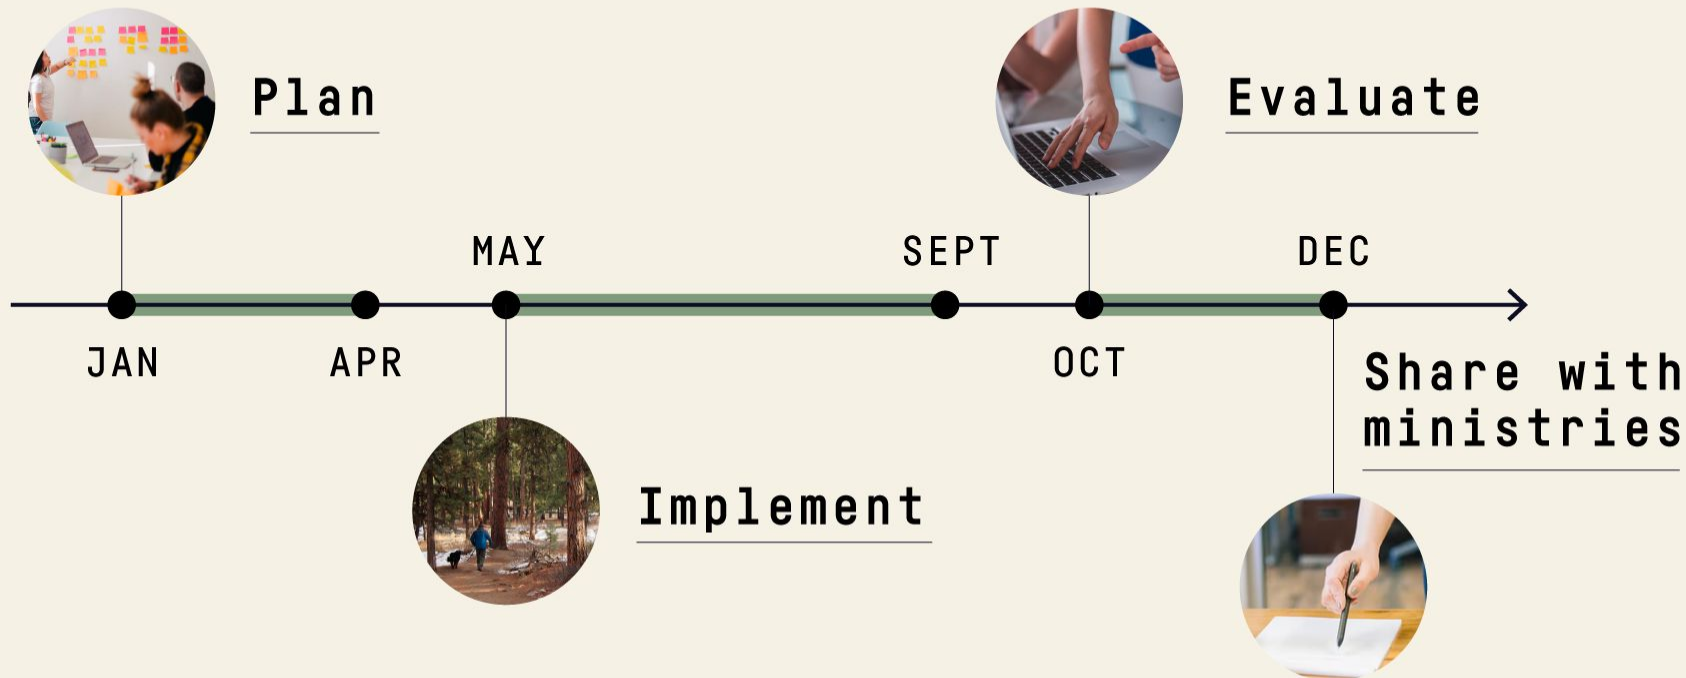 Plan
Evaluate
MAY
SEPT
DEC
JAN
APR
OCT
Share with
ministries
Implement